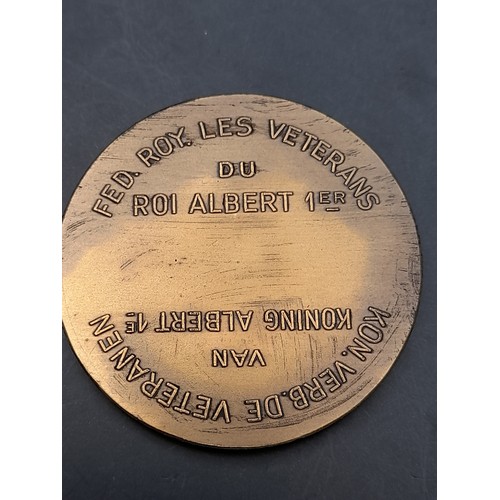 FED. ROY. LES VETERANS
DU
ROI ALBERT 1ER
KON. VERB. DE VETERANEN
VAN
KONING ALBERT 1E